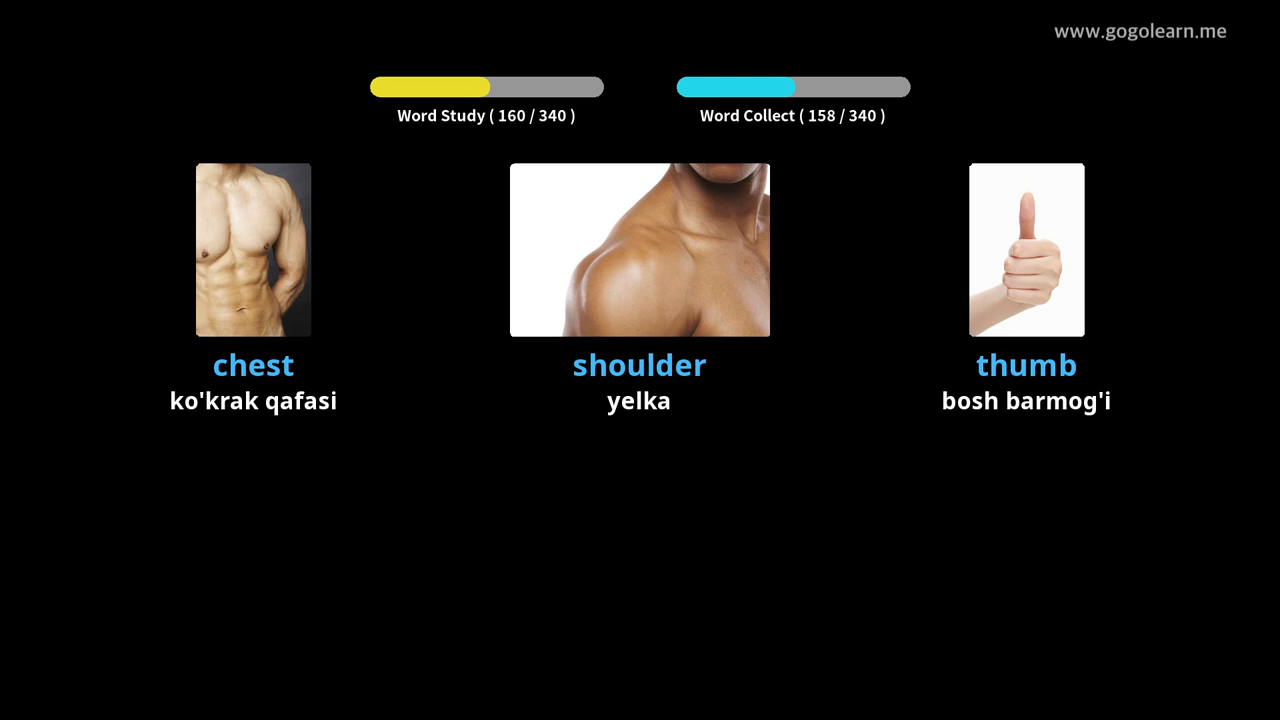 www.gogolearn.me
Word Study ( 160 / 340 )
Word Collect ( 158 / 340 )
chest
shoulder
thumb
ko'krak qafasi
yelka
bosh barmog'i